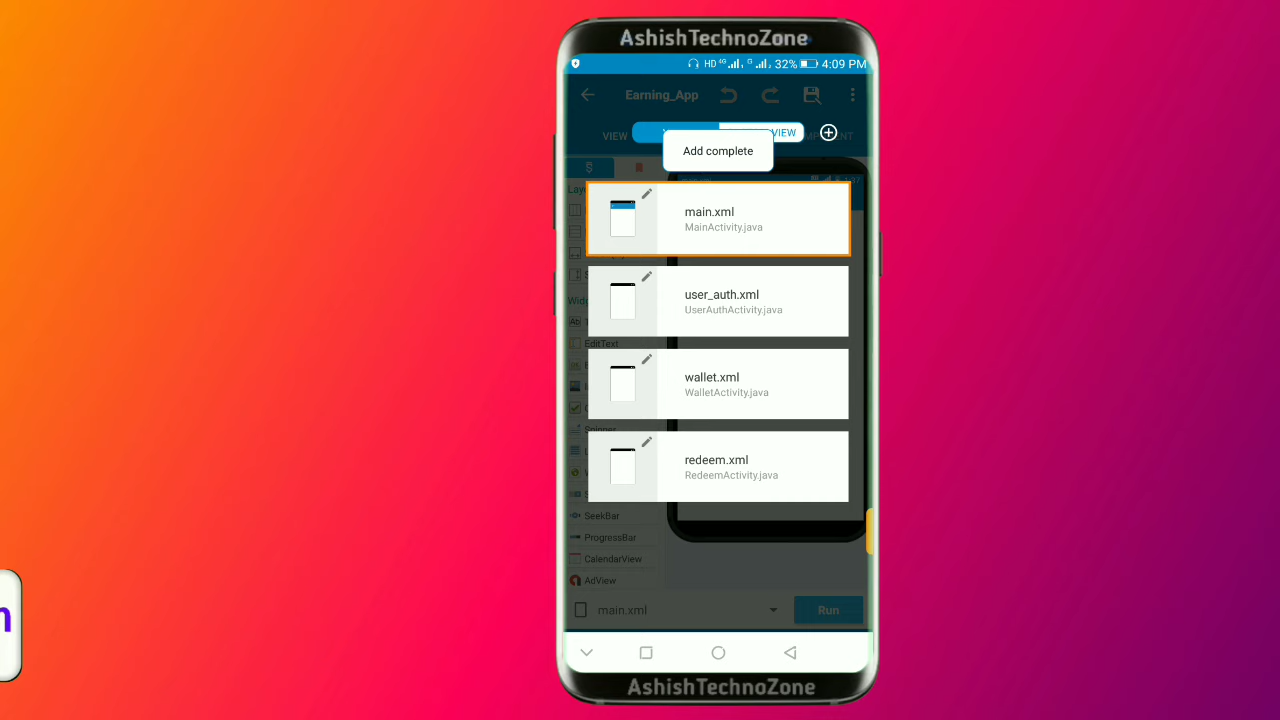 AshishTechnoZone
HD 4G 32% 4:09 PM
Earning_App
VIEW
VIEW
Add complete
main.xml
MainActivity.java
user_auth.xml
UserAuthActivity.java
EditText
wallet.xml
WalletActivity.java
Spinner
redeem.xml
RedeemActivity.java
SeekBar
ProgressBar
CalendarView
AdView
main.xml
Run
AshishTechnoZone